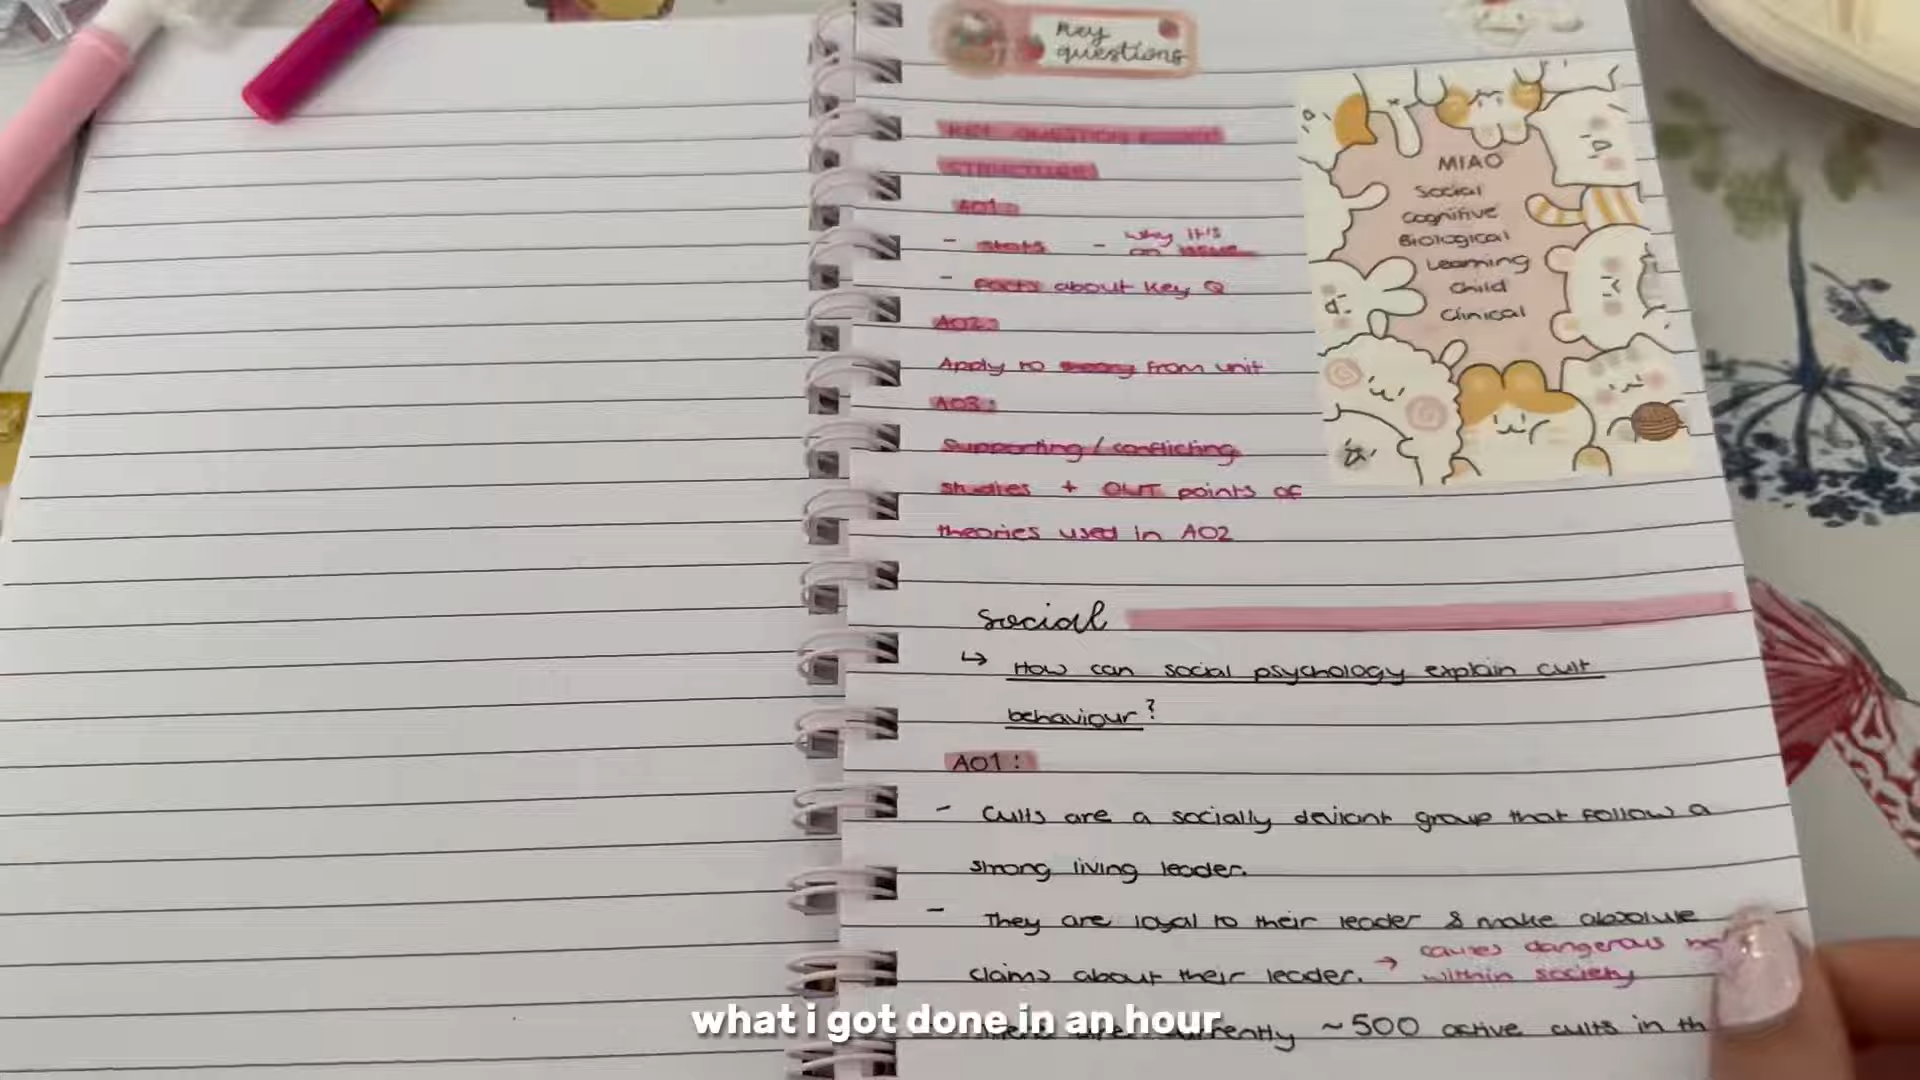 Key
questions
KEY QUESTION
STRUCTURE
AO1:
- stats - why it is
an issue
- Facts about key Q
AO2:
Apply to theory from unit
AO3:
Supporting / conflicting
studies + OUT points of
theories used in AO2
MIAO
Social
Cognitive
Biological
Learning
Child
Clinical
Social
↳ How can social psychology explain cult
behaviour?
AO1:
- Cults are a socially deviant group that follow a
strong living leader.
- They are loyal to their leader & make absolute
claims about their leader. → causes dangerous
within society
currently ~500 active cults in th
what i got done in an hour